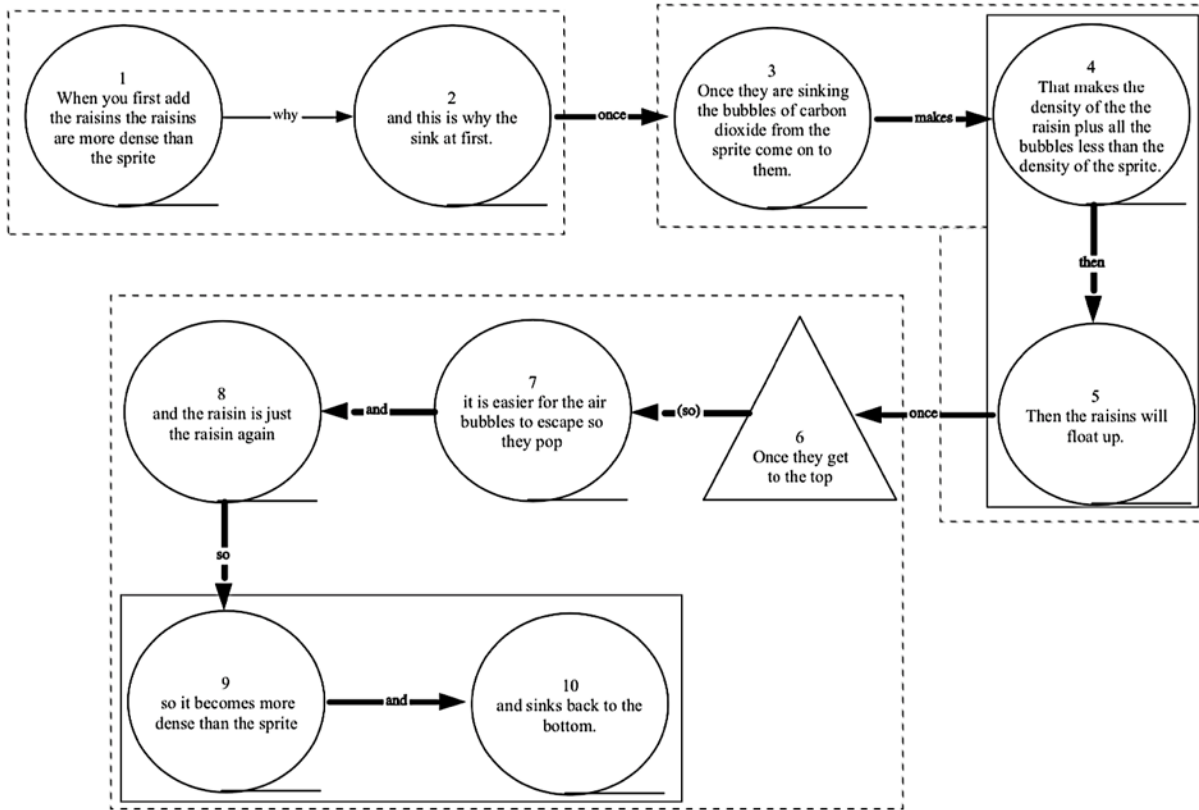 1
When you first add
the raisins the raisins
are more dense than
the sprite
why
2
and this is why the
sink at first.
once
3
Once they are sinking
the bubbles of carbon
dioxide from the
sprite come on to
them.
makes
4
That makes the
density of the the
raisin plus all the
bubbles less than the
density of the sprite.
then
5
Then the raisins will
float up.
once
6
Once they get
to the top
(so)
7
it is easier for the air
bubbles to escape so
they pop
and
8
and the raisin is just
the raisin again
so
9
so it becomes more
dense than the sprite
and
10
and sinks back to the
bottom.